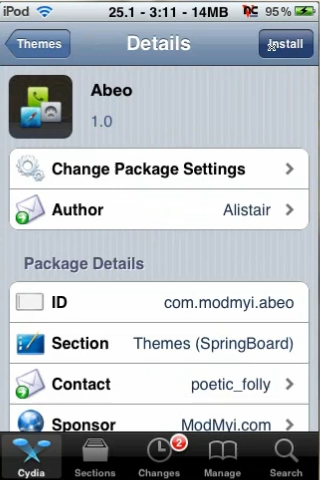 iPod 25.1 - 3:11 - 14MB 95%
Themes Details Install
Abeo
1.0
Change Package Settings
Author Alistair
Package Details
ID com.modmyi.abeo
Section Themes (SpringBoard)
Contact poetic_folly
Sponsor ModMyi.com
2
Cydia Sections Changes Manage Search